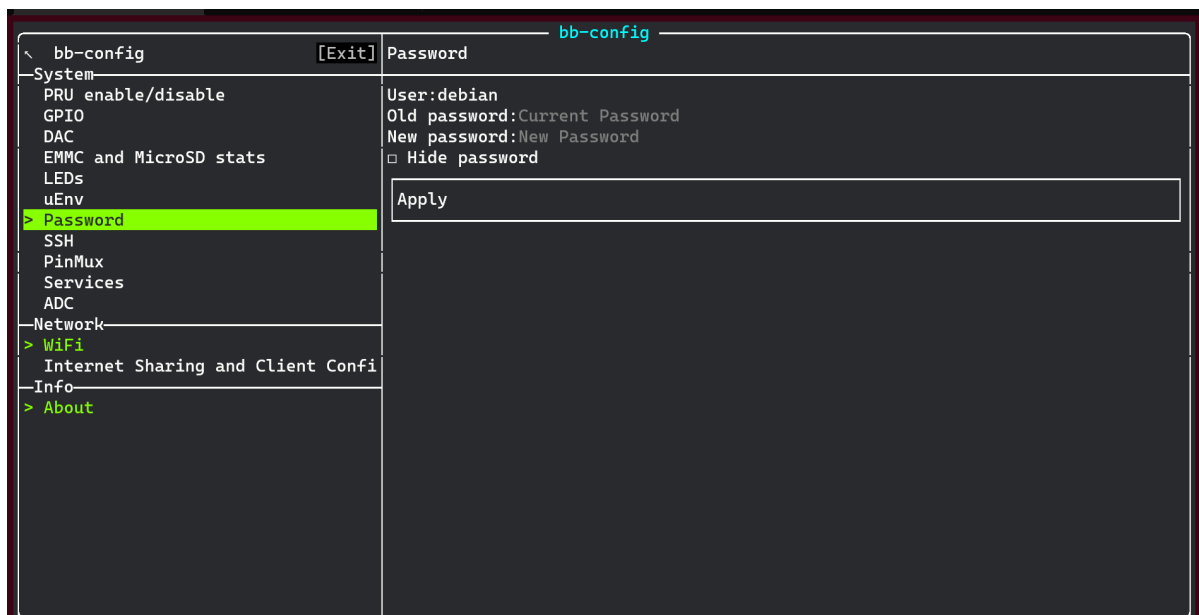 bb-config
↖ bb-config [Exit]
System
PRU enable/disable
GPIO
DAC
EMMC and MicroSD stats
LEDs
uEnv
> Password
SSH
PinMux
Services
ADC
Network
> WiFi
Internet Sharing and Client Confi
Info
> About
Password
User:debian
Old password:Current Password
New password:New Password
☐ Hide password
Apply